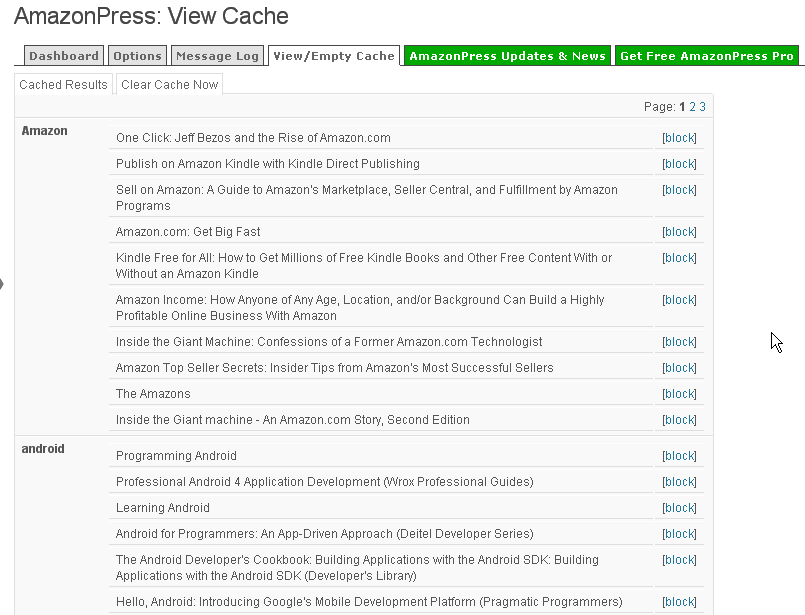 AmazonPress: View Cache
Dashboard Options Message Log View/Empty Cache AmazonPress Updates & News Get Free AmazonPress Pro
Cached Results Clear Cache Now
Page: 1 2 3
Amazon
One Click: Jeff Bezos and the Rise of Amazon.com [block]
Publish on Amazon Kindle with Kindle Direct Publishing [block]
Sell on Amazon: A Guide to Amazon's Marketplace, Seller Central, and Fulfillment by Amazon [block]
Programs
Amazon.com: Get Big Fast [block]
Kindle Free for All: How to Get Millions of Free Kindle Books and Other Free Content With or [block]
Without an Amazon Kindle
Amazon Income: How Anyone of Any Age, Location, and/or Background Can Build a Highly [block]
Profitable Online Business With Amazon
Inside the Giant Machine: Confessions of a Former Amazon.com Technologist [block]
Amazon Top Seller Secrets: Insider Tips from Amazon's Most Successful Sellers [block]
The Amazons [block]
Inside the Giant machine - An Amazon.com Story, Second Edition [block]
android
Programming Android [block]
Professional Android 4 Application Development (Wrox Professional Guides) [block]
Learning Android [block]
Android for Programmers: An App-Driven Approach (Deitel Developer Series) [block]
The Android Developer's Cookbook: Building Applications with the Android SDK: Building [block]
Applications with the Android SDK (Developer's Library)
Hello, Android: Introducing Google's Mobile Development Platform (Pragmatic Programmers) [block]